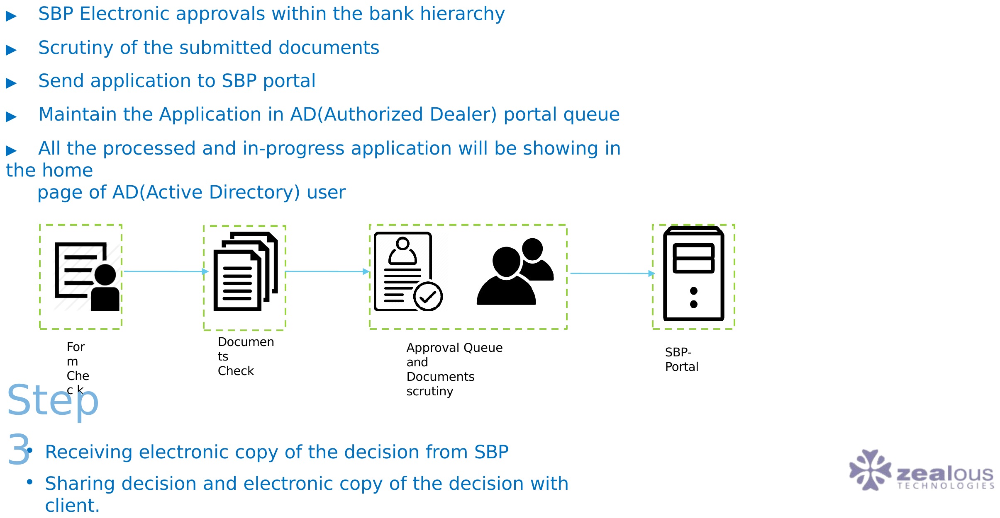 ▶ SBP Electronic approvals within the bank hierarchy
▶ Scrutiny of the submitted documents
▶ Send application to SBP portal
▶ Maintain the Application in AD(Authorized Dealer) portal queue
▶ All the processed and in-progress application will be showing in
the home
page of AD(Active Directory) user
For
m
Che
c k
Documen
ts
Check
Approval Queue
and
Documents
scrutiny
SBP-
Portal
Step
3
• Receiving electronic copy of the decision from SBP
• Sharing decision and electronic copy of the decision with
client.
zealous
TECHNOLOGIES